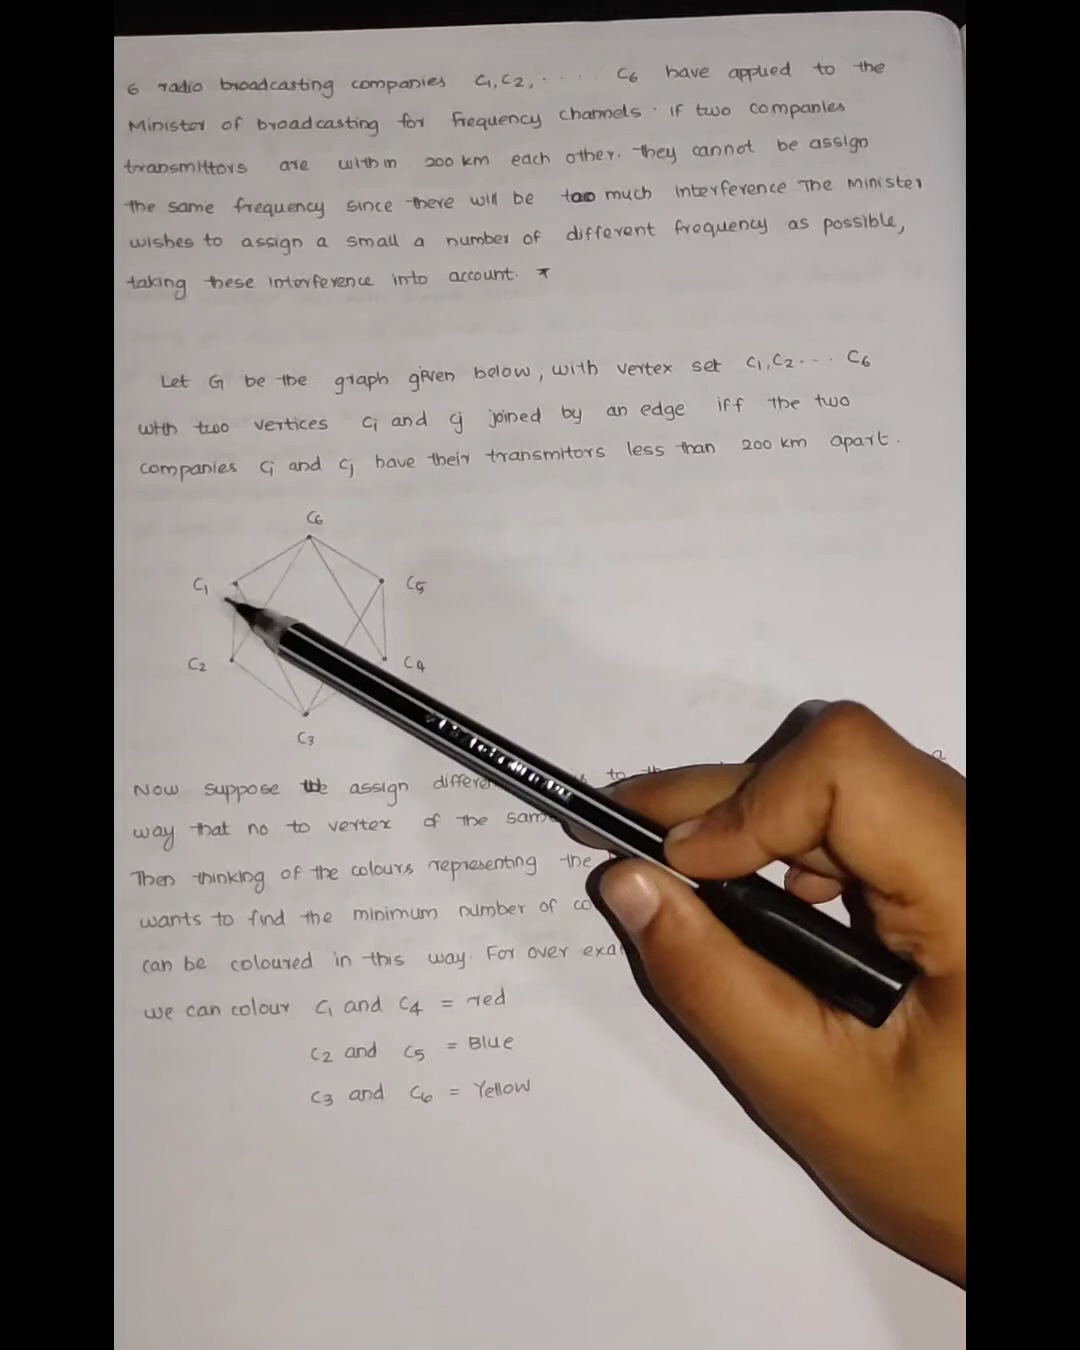 6 radio broadcasting companies C1, C2, ..... C6 have applied to the
Minister of broadcasting for frequency channels. If two companies
transmittors are within 200 km each other. they cannot be assign
the same frequency since there will be too much interference The Minister
wishes to assign a small a number of different frequency as possible,
taking these interference into account.
Let G be the graph given below, with vertex set C1, C2 ... C6
with two vertices Ci and Cj joined by an edge iff the two
companies Ci and Cj have their transmitors less than 200 km apart.
C6
C1
C5
C2
C4
C3
Now suppose assign to
way that no to vertex of the same
Then thinking of the colours representing the
wants to find the minimum number of
can be coloured in this way. For over
we can colour C1 and C4 = red
C2 and C5 = Blue
C3 and C6 = Yellow